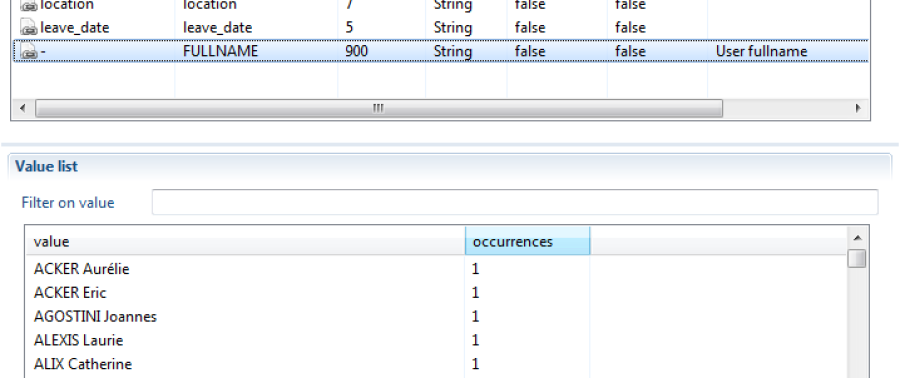 location location 7 String false false
leave_date leave_date 5 String false false
- FULLNAME 900 String false false User fullname
Value list
Filter on value
value occurrences
ACKER Aurélie 1
ACKER Eric 1
AGOSTINI Joannes 1
ALEXIS Laurie 1
ALIX Catherine 1